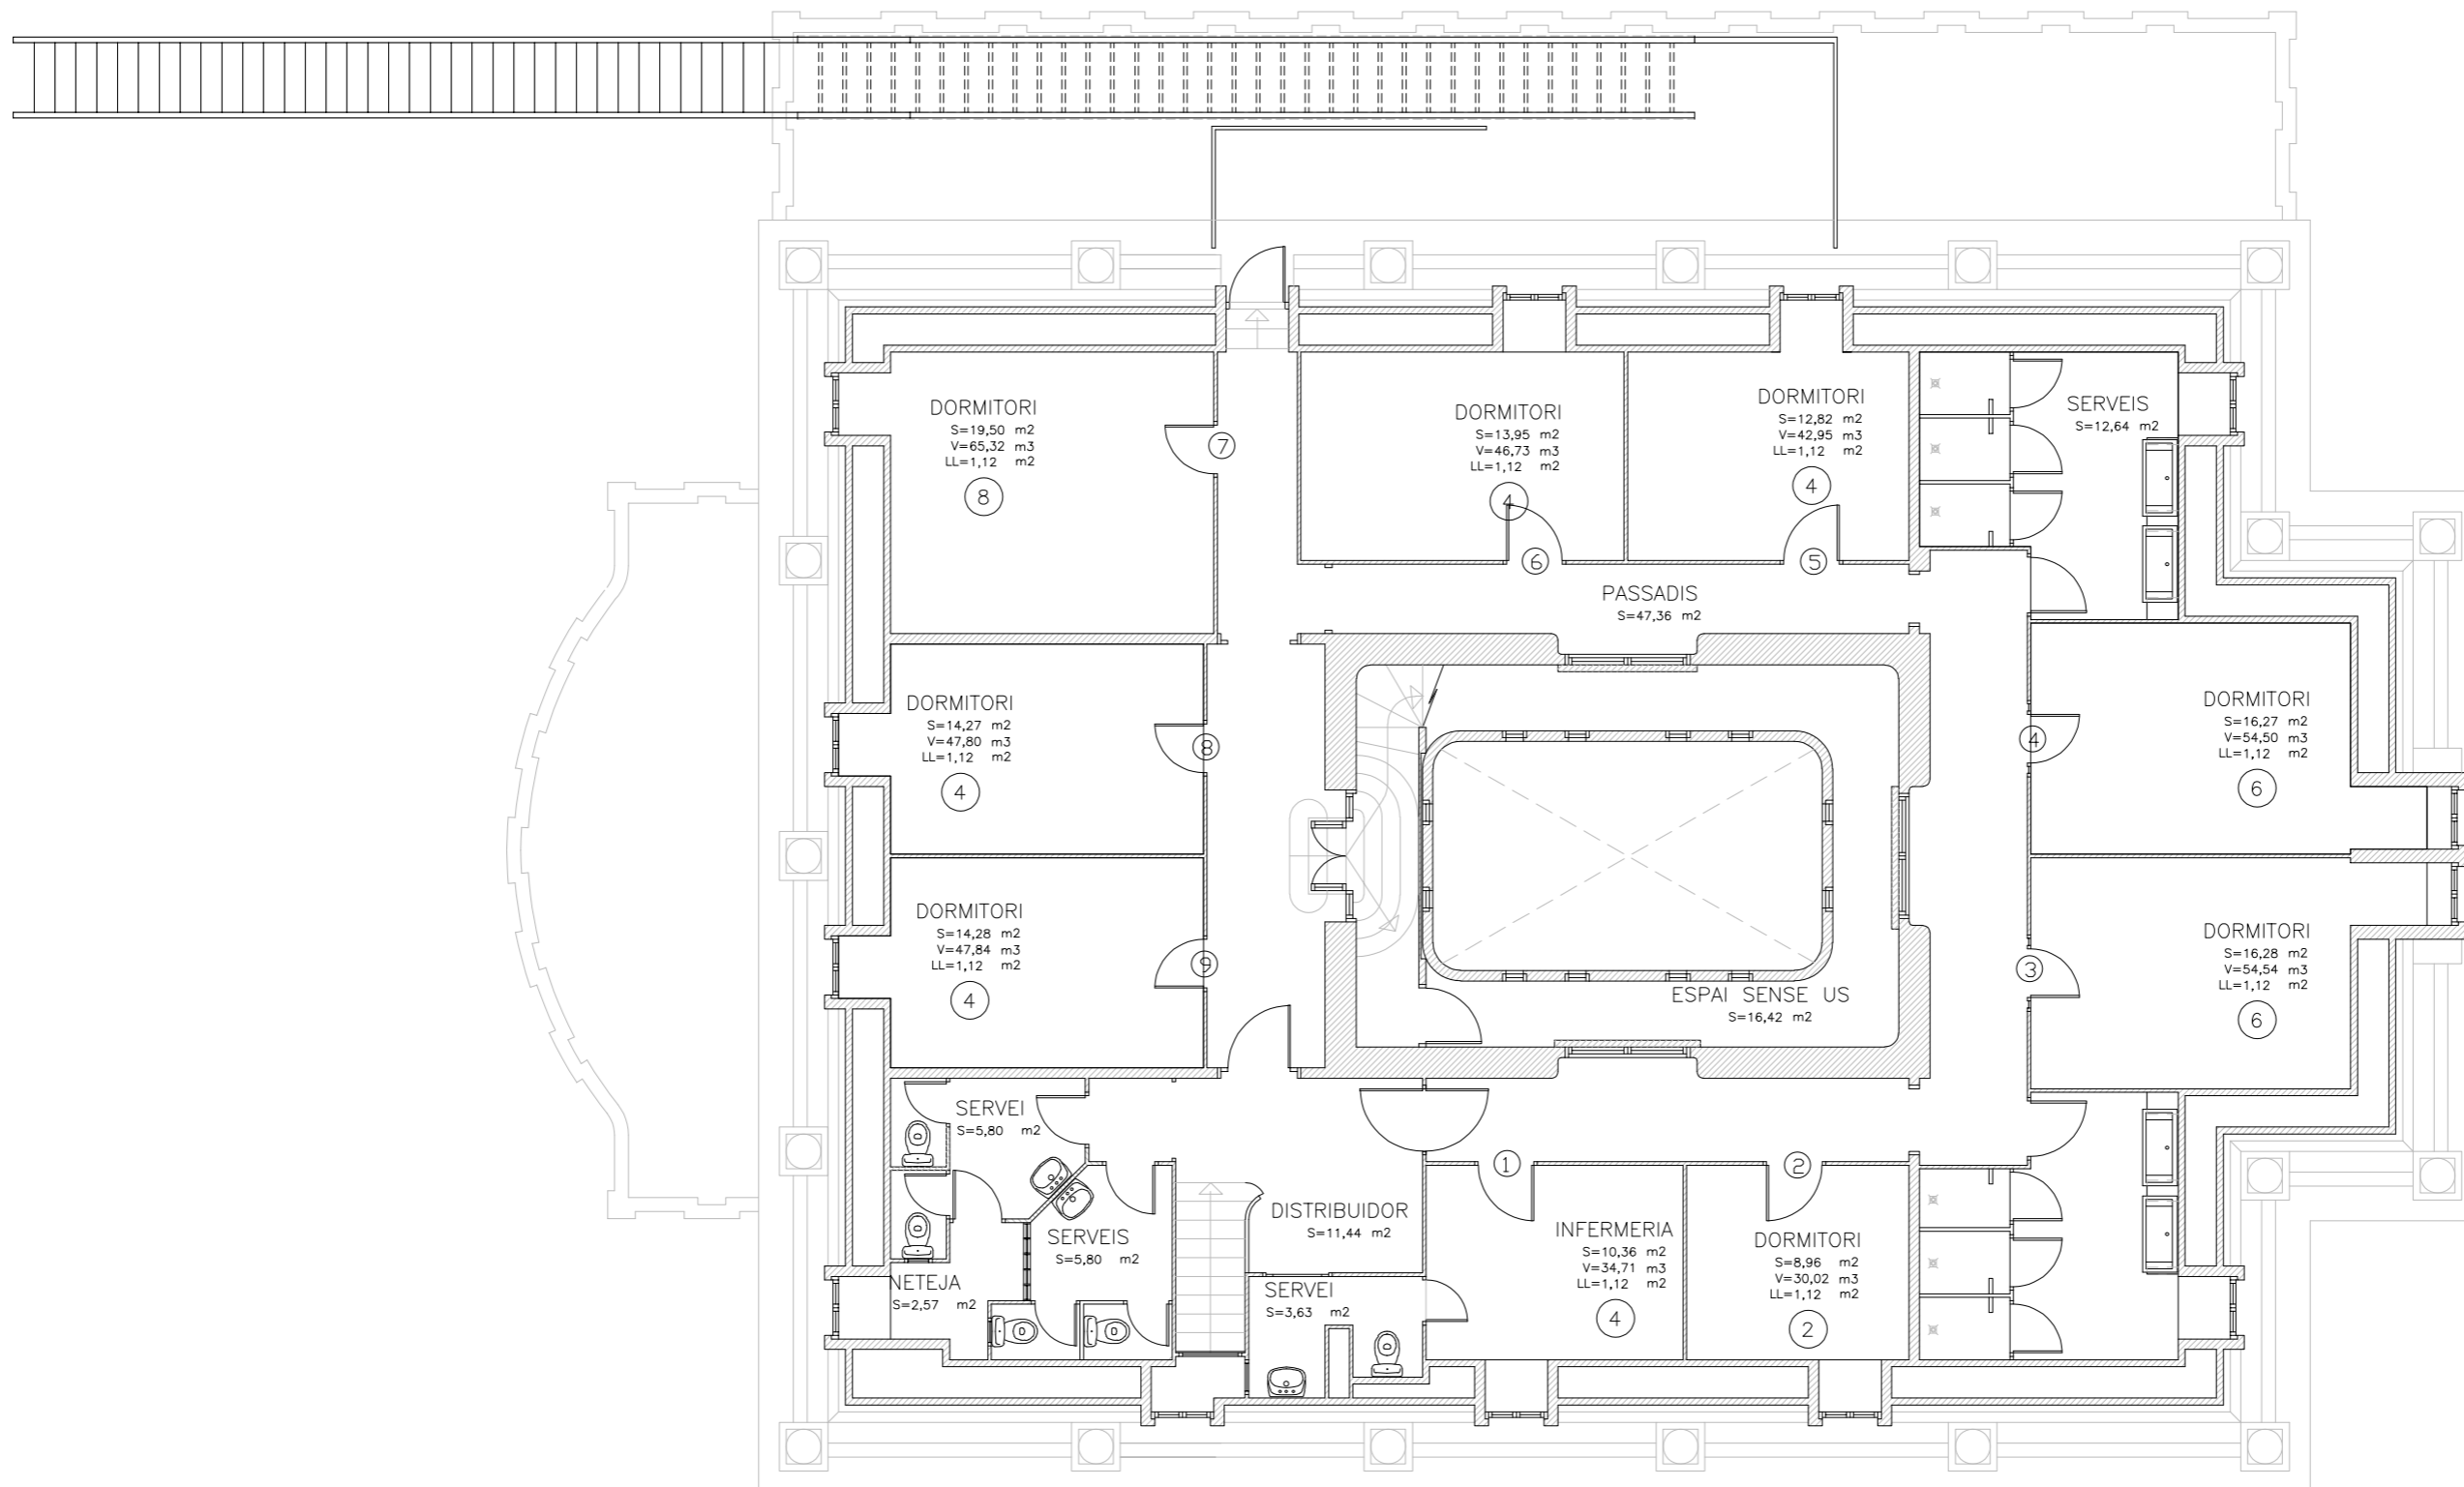 DORMITORI
S=19,50 m2
V=65,32 m3
LL=1,12 m2
8
7
DORMITORI
S=13,95 m2
V=46,73 m3
LL=1,12 m2
4
6
DORMITORI
S=12,82 m2
V=42,95 m3
LL=1,12 m2
4
5
SERVEIS
S=12,64 m2
PASSADIS
S=47,36 m2
DORMITORI
S=14,27 m2
V=47,80 m3
LL=1,12 m2
4
8
DORMITORI
S=16,27 m2
V=54,50 m3
LL=1,12 m2
6
4
DORMITORI
S=14,28 m2
V=47,84 m3
LL=1,12 m2
4
9
ESPAI SENSE US
S=16,42 m2
3
DORMITORI
S=16,28 m2
V=54,54 m3
LL=1,12 m2
6
SERVEI
S=5,80 m2
1
2
SERVEIS
S=5,80 m2
DISTRIBUIDOR
S=11,44 m2
INFERMERIA
S=10,36 m2
V=34,71 m3
LL=1,12 m2
4
DORMITORI
S=8,96 m2
V=30,02 m3
LL=1,12 m2
2
NETEJA
S=2,57 m2
SERVEI
S=3,63 m2